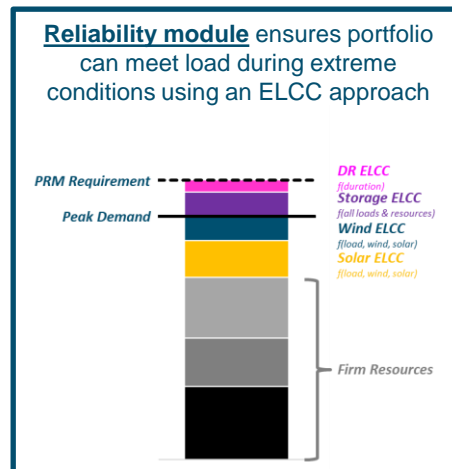 Reliability module ensures portfolio
can meet load during extreme
conditions using an ELCC approach
PRM Requirement
Peak Demand
DR ELCC
f(duration)
Storage ELCC
f(all loads & resources)
Wind ELCC
f(load, wind, solar)
Solar ELCC
f(load, wind, solar)
Firm Resources